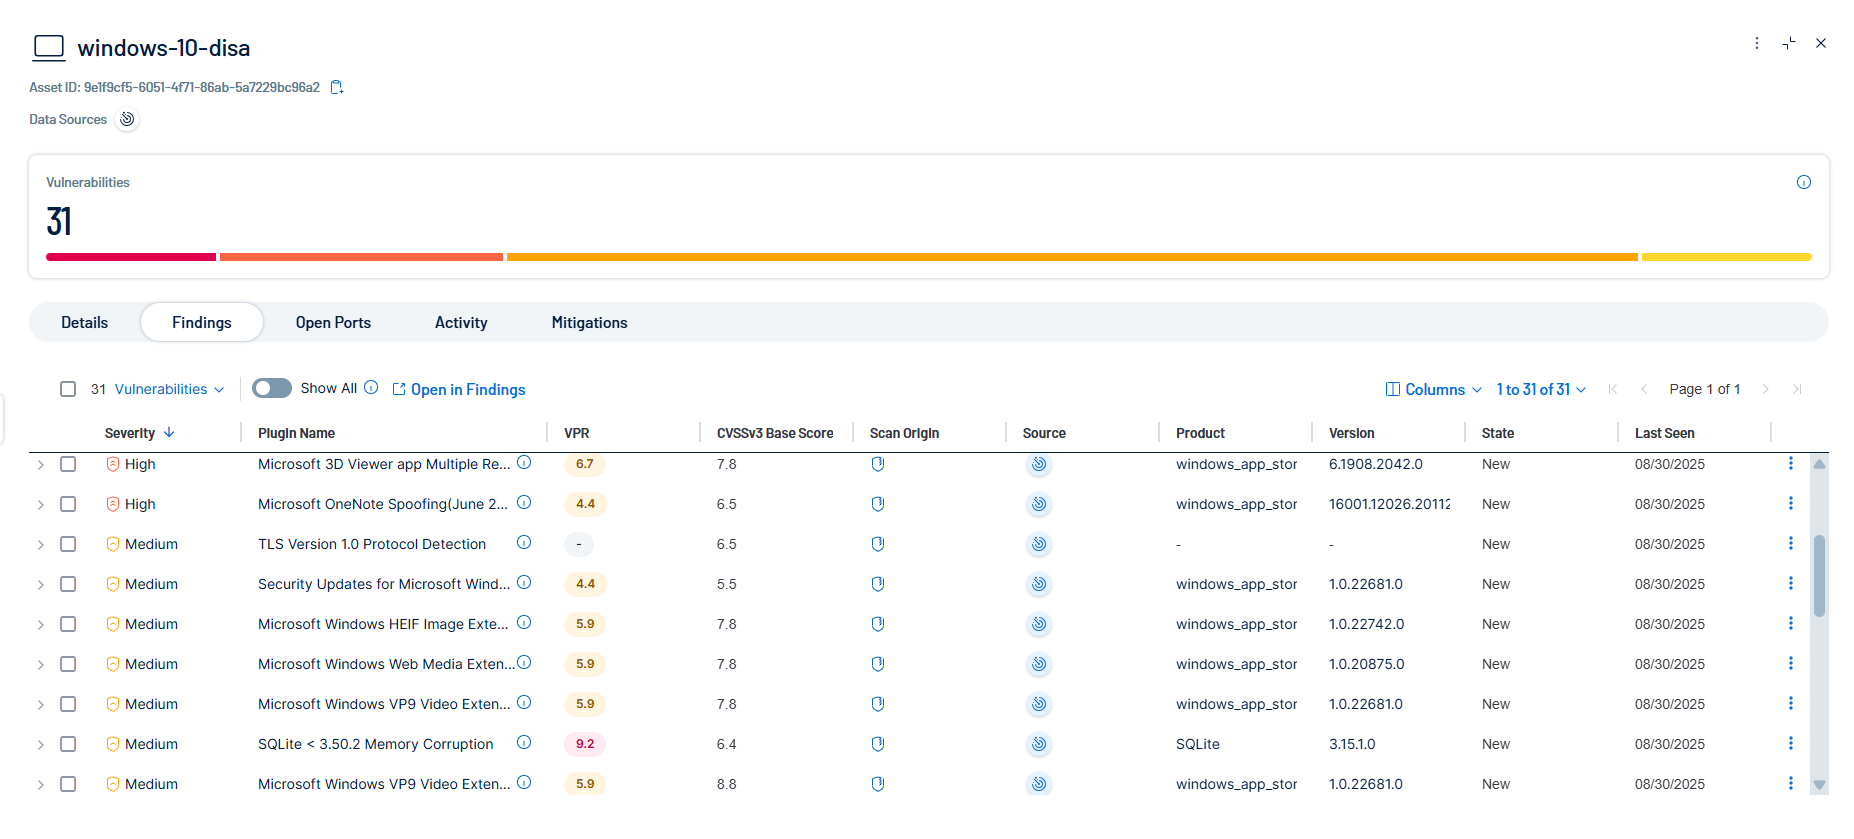 windows-10-disa
Asset ID: 9e1f9cf5-6051-4f71-86ab-5a7229bc96a2
Data Sources
Vulnerabilities
31
Details Findings Open Ports Activity Mitigations
31 Vulnerabilities Show All Open in Findings Columns 1 to 31 of 31 Page 1 of 1
Severity Plugin Name VPR CVSSv3 Base Score Scan Origin Source Product Version State Last Seen
High Microsoft 3D Viewer app Multiple Re... 6.7 7.8 windows_app_stor 6.1908.2042.0 New 08/30/2025
High Microsoft OneNote Spoofing(June 2... 4.4 6.5 windows_app_stor 16001.12026.20112 New 08/30/2025
Medium TLS Version 1.0 Protocol Detection - 6.5 - - New 08/30/2025
Medium Security Updates for Microsoft Wind... 4.4 5.5 windows_app_stor 1.0.22681.0 New 08/30/2025
Medium Microsoft Windows HEIF Image Exte... 5.9 7.8 windows_app_stor 1.0.22742.0 New 08/30/2025
Medium Microsoft Windows Web Media Exten... 5.9 7.8 windows_app_stor 1.0.20875.0 New 08/30/2025
Medium Microsoft Windows VP9 Video Exten... 5.9 7.8 windows_app_stor 1.0.22681.0 New 08/30/2025
Medium SQLite < 3.50.2 Memory Corruption 9.2 6.4 SQLite 3.15.1.0 New 08/30/2025
Medium Microsoft Windows VP9 Video Exten... 5.9 8.8 windows_app_stor 1.0.22681.0 New 08/30/2025